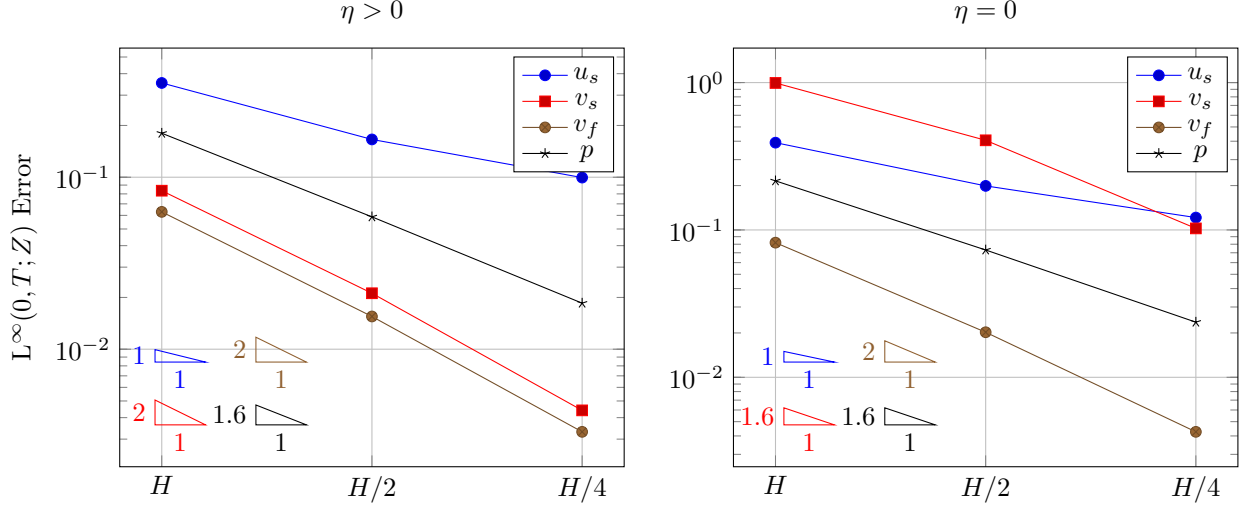 η > 0
L∞(0, T; Z) Error
10⁻¹
10⁻²
u_s
v_s
v_f
p
1
1
2
1
2
1
1.6
1
H
H/2
H/4
η = 0
10⁰
10⁻¹
10⁻²
u_s
v_s
v_f
p
1
1
2
1
1.6
1
1.6
1
H
H/2
H/4